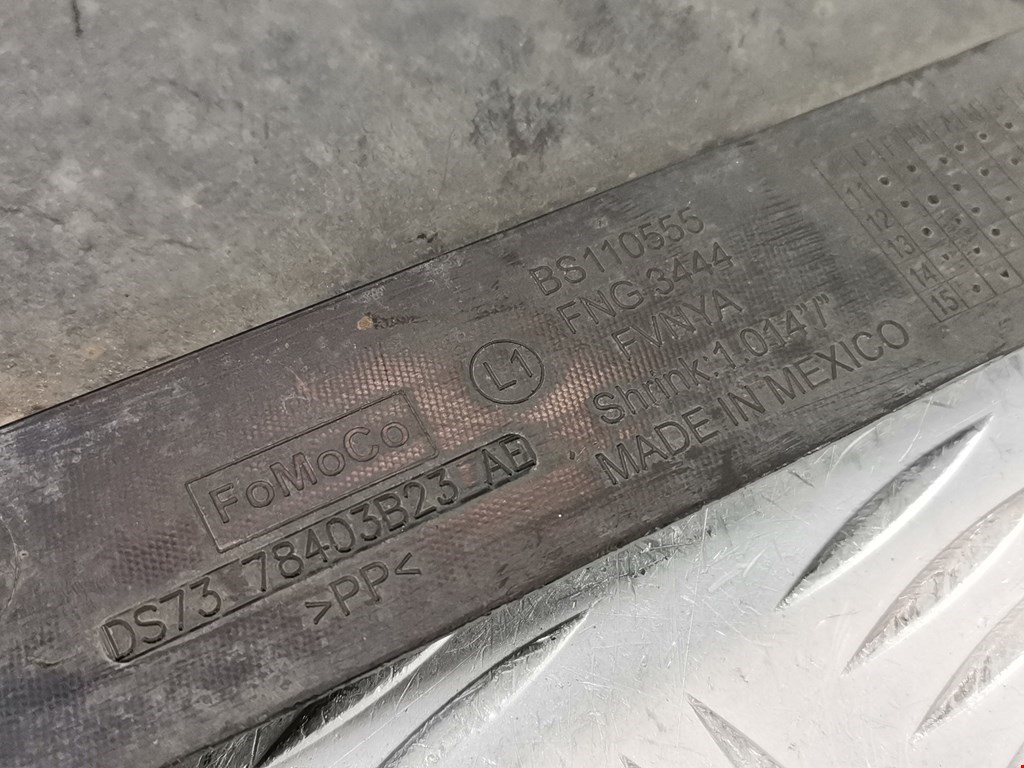 BS110555
FNG 3444
FVNYA
Shrink: 1.014"/"
MADE IN MEXICO
L1
FoMoCo
DS73 78403B23 AE
>PP<
11
12
13
14
15